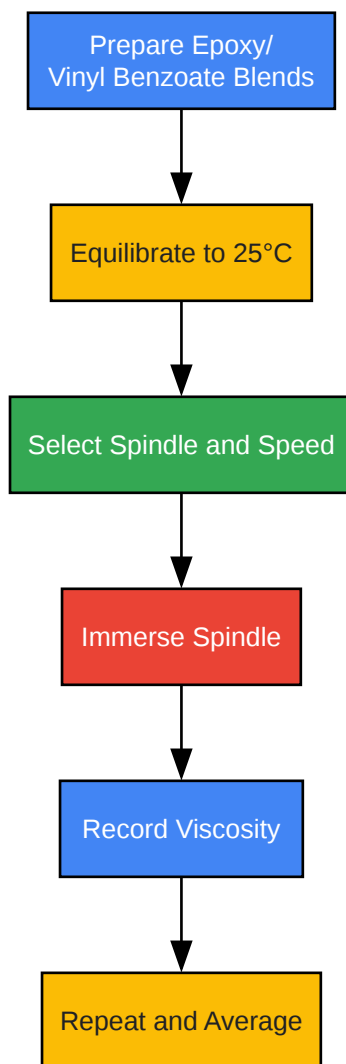 Prepare Epoxy/
Vinyl Benzoate Blends
Equilibrate to 25°C
Select Spindle and Speed
Immerse Spindle
Record Viscosity
Repeat and Average